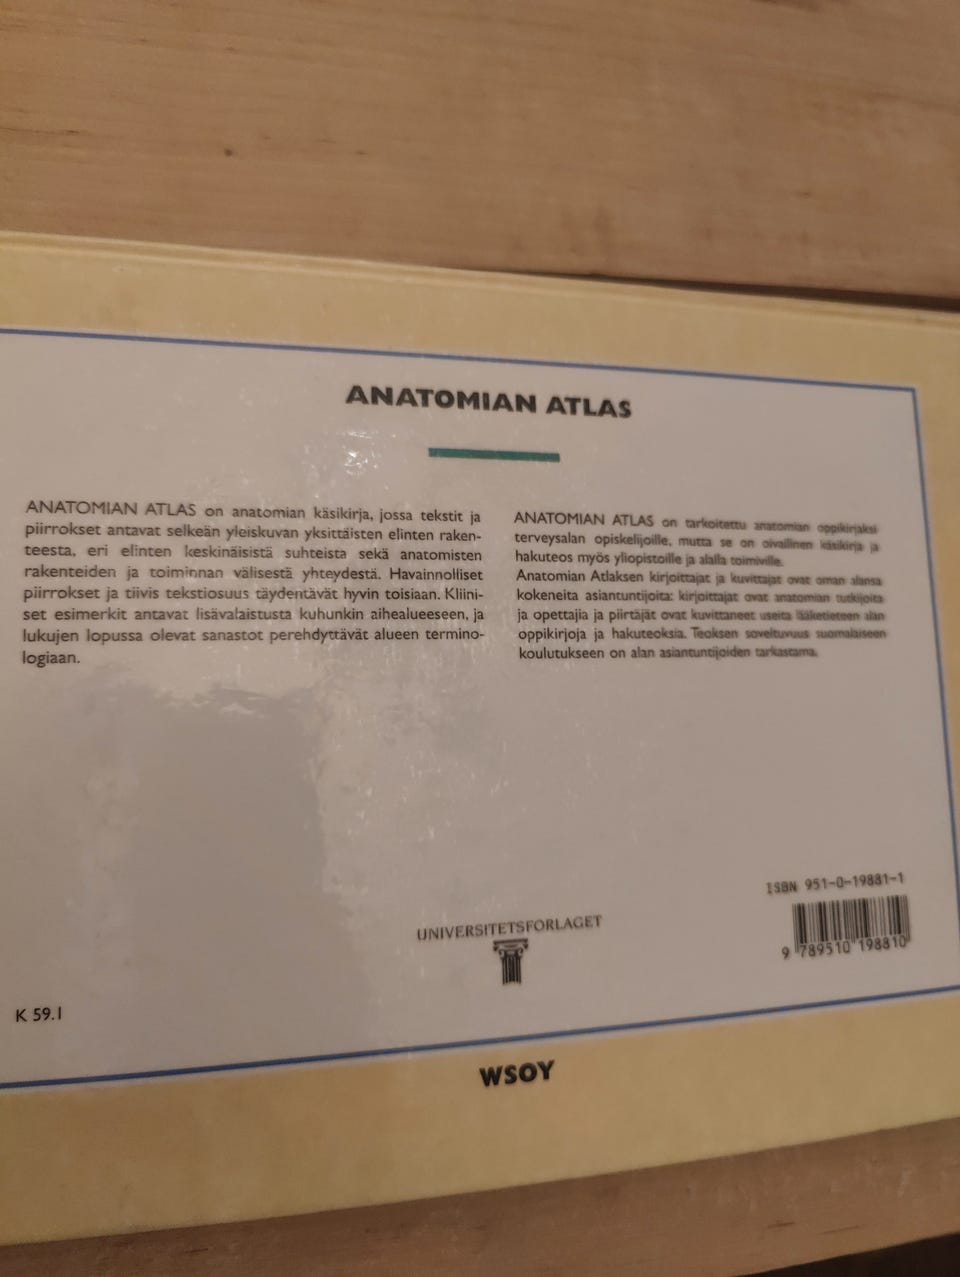 ANATOMIAN ATLAS
ANATOMIAN ATLAS on anatomian käsikirja, jossa tekstit ja
piirrokset antavat selkeän yleiskuvan yksittäisten elinten raken-
teesta, eri elinten keskinäisistä suhteista sekä anatomisten
rakenteiden ja toiminnan välisestä yhteydestä. Havainnolliset
piirrokset ja tiivis tekstiosuus täydentävät hyvin toisiaan. Kliini-
set esimerkit antavat lisävalaistusta kuhunkin aihealueeseen, ja
lukujen lopussa olevat sanastot perehdyttävät alueen termino-
logiaan.
ANATOMIAN ATLAS on tarkoitettu anatomian oppikirjaksi
terveysalan opiskelijoille, mutta se on oivallinen käsikirja ja
hakuteos myös yliopistoille ja alalla toimiville.
Anatomian Atlaksen kirjoittajat ja kuvittajat ovat oman alansa
kokeneita asiantuntijoita: kirjoittajat ovat anatomian tutkijoita
ja opettajia ja piirtäjät ovat kuvittaneet useita lääketieteen alan
oppikirjoja ja hakuteoksia. Teoksen soveltuvuus suomalaiseen
koulutukseen on alan asiantuntijoiden tarkastama.
ISBN 951-0-19881-1
9 789510 198810
UNIVERSITETSFORLAGET
K 59.1
WSOY